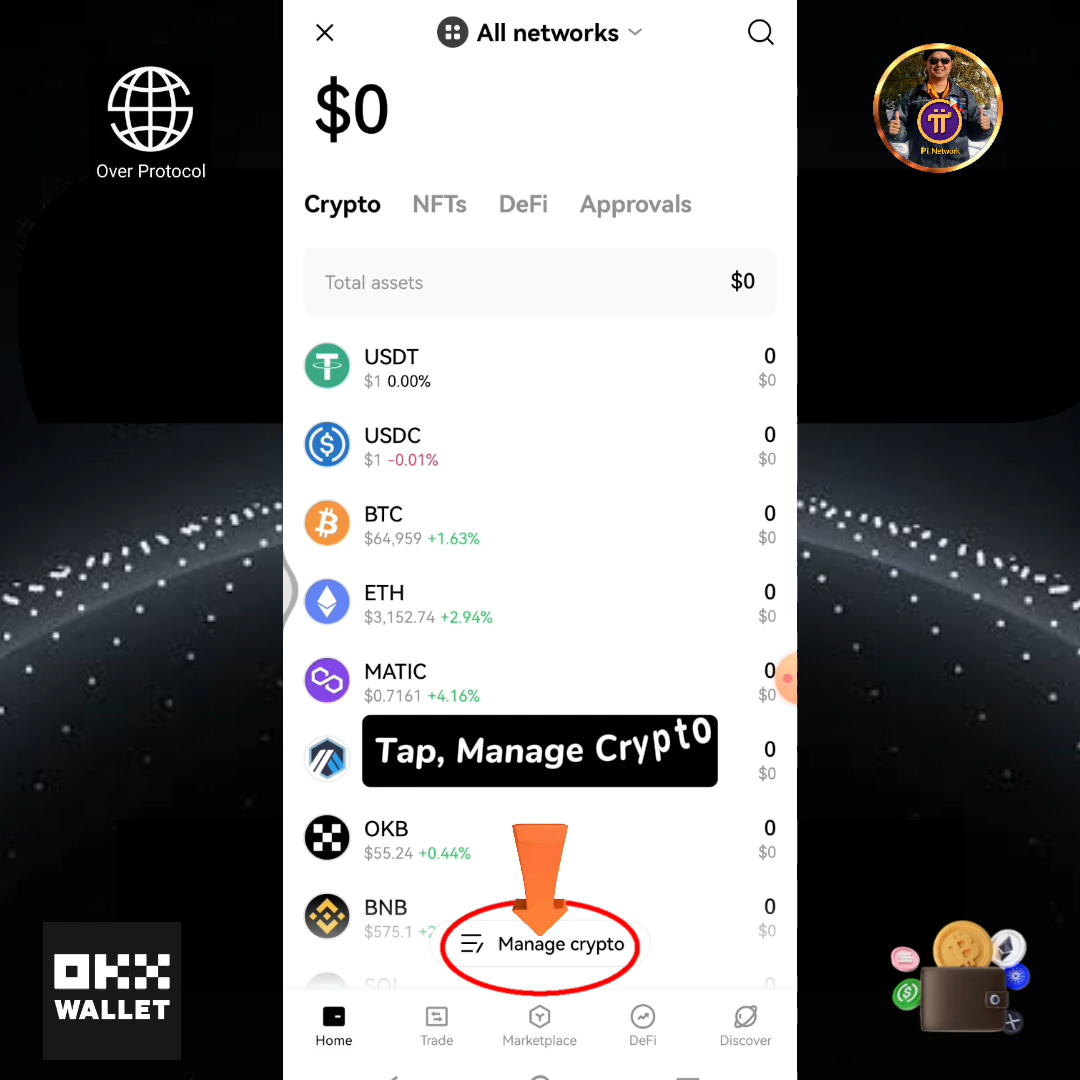 All networks
$0
Over Protocol
Pi Network
Crypto NFTs DeFi Approvals
Total assets $0
USDT 0
$1 0.00% $0
USDC 0
$1 -0.01% $0
BTC 0
$64,959 +1.63% $0
ETH 0
$3,152.74 +2.94% $0
MATIC 0
$0.7161 +4.16% $0
Tap, Manage Crypto
0
$0
OKB 0
$55.24 +0.44% $0
BNB 0
$575.1 $0
Manage crypto
SOL 0
OKX
WALLET
Home Trade Marketplace DeFi Discover